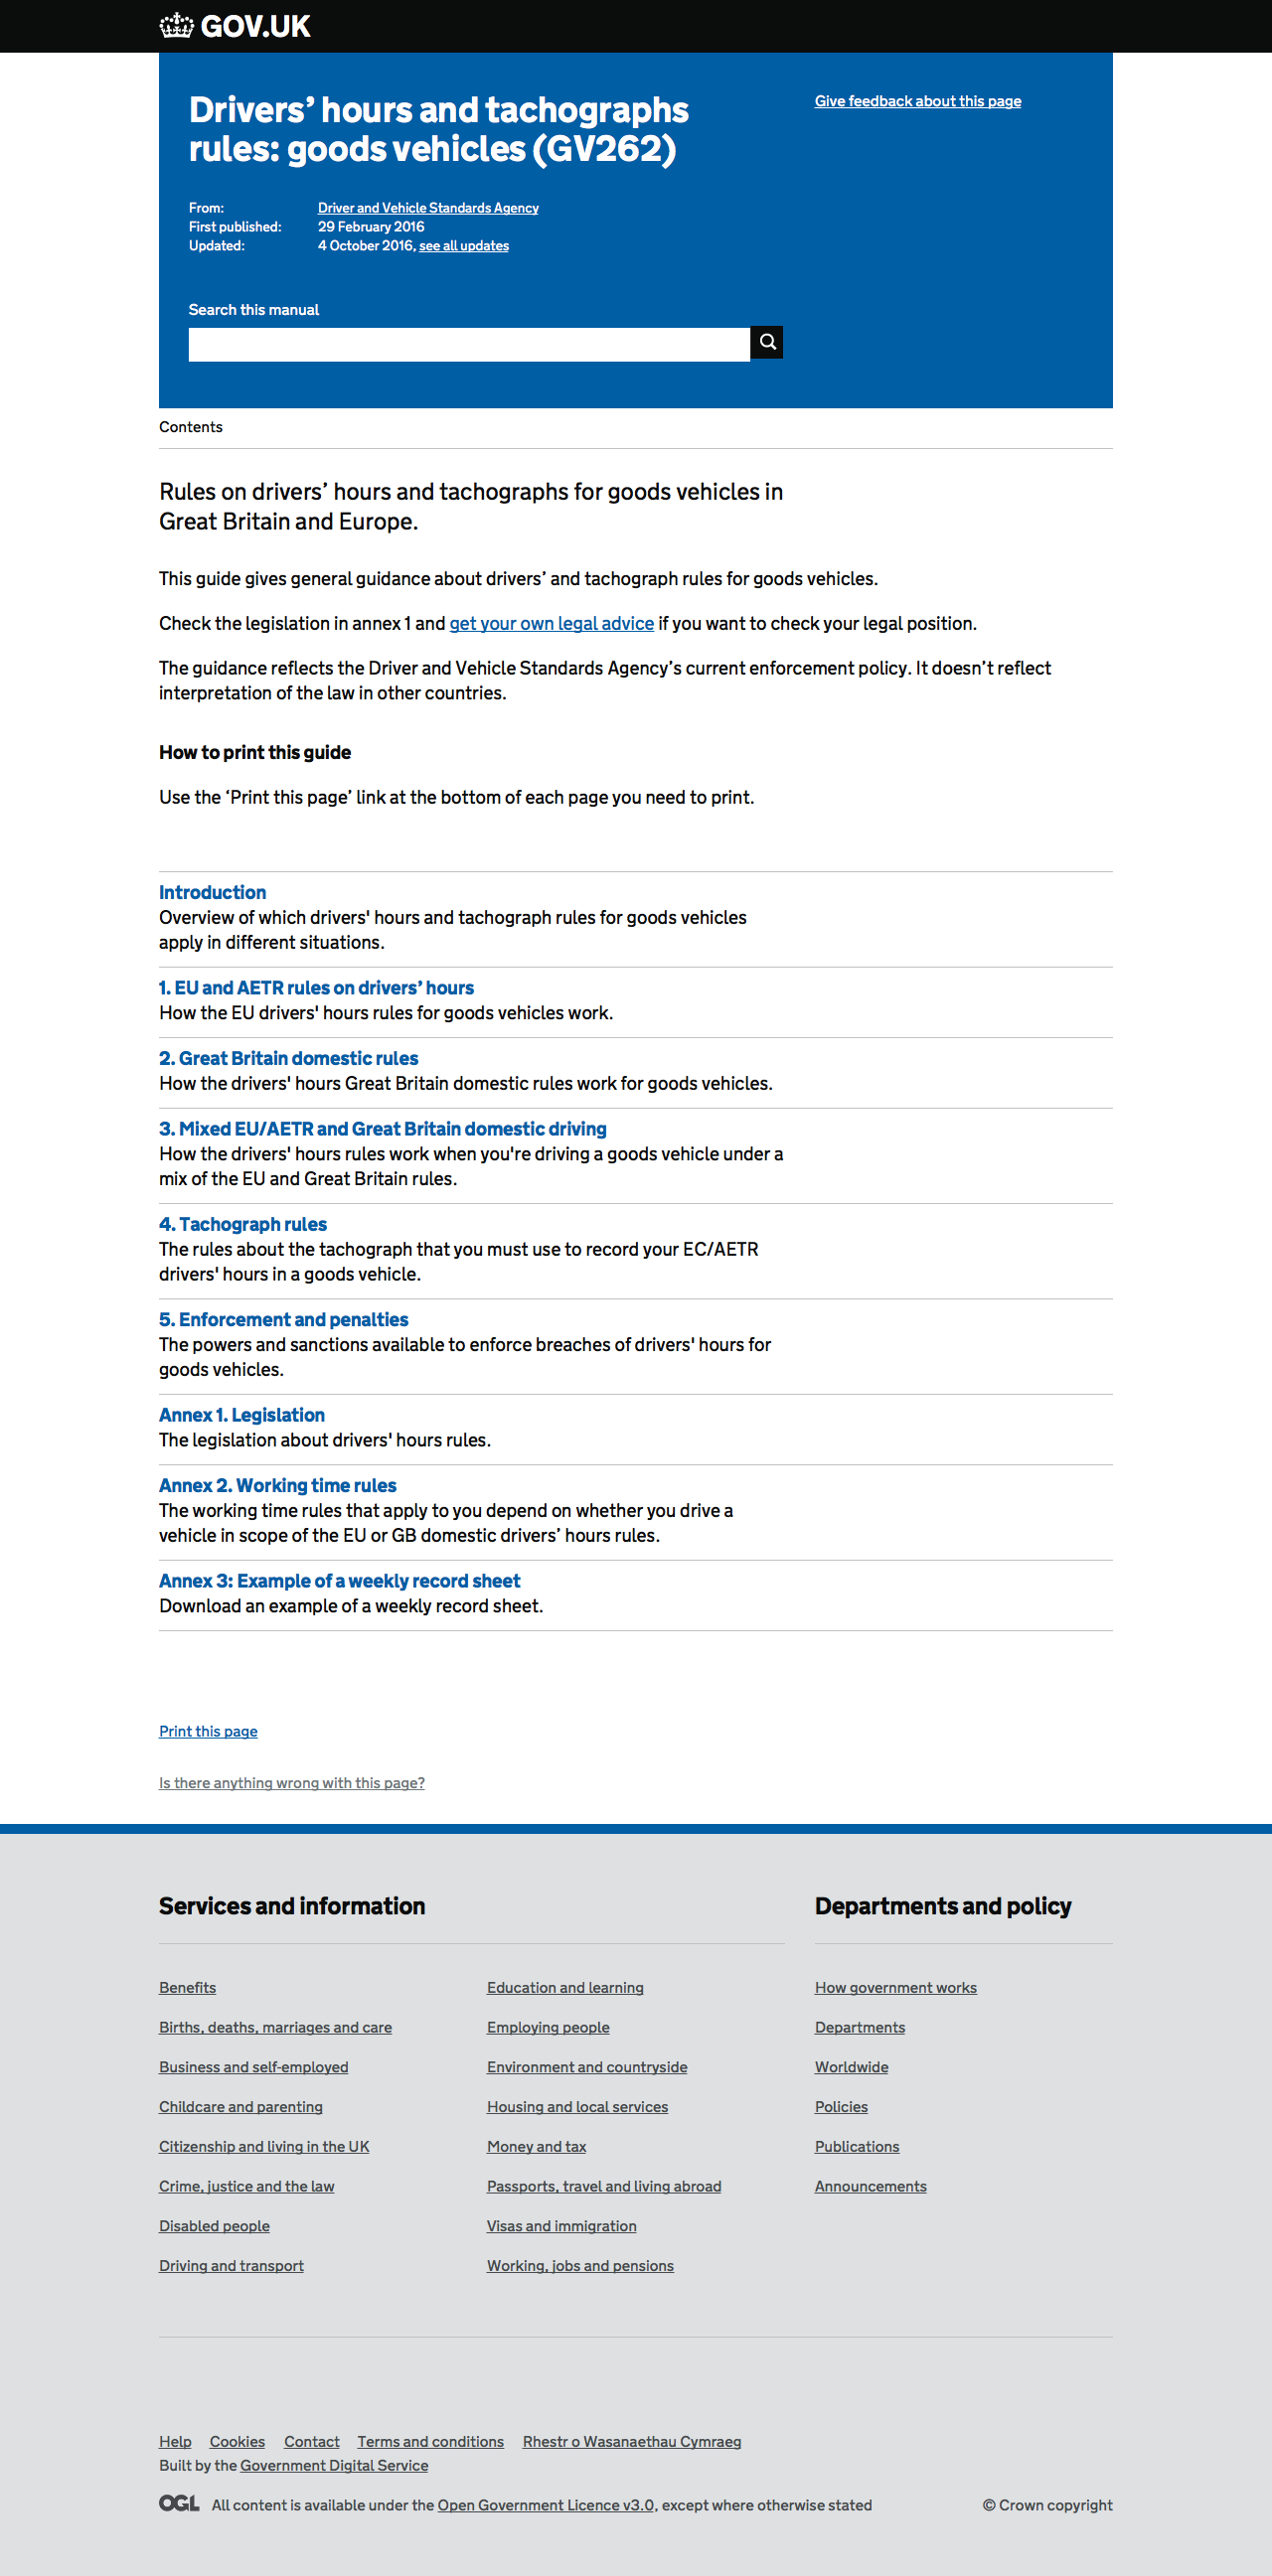 GOV.UK
Drivers’ hours and tachographs
rules: goods vehicles (GV262)
Give feedback about this page
From: Driver and Vehicle Standards Agency
First published: 29 February 2016
Updated: 4 October 2016, see all updates
Search this manual
Contents
Rules on drivers’ hours and tachographs for goods vehicles in
Great Britain and Europe.
This guide gives general guidance about drivers’ and tachograph rules for goods vehicles.
Check the legislation in annex 1 and get your own legal advice if you want to check your legal position.
The guidance reflects the Driver and Vehicle Standards Agency’s current enforcement policy. It doesn’t reflect
interpretation of the law in other countries.
How to print this guide
Use the ‘Print this page’ link at the bottom of each page you need to print.
Introduction
Overview of which drivers' hours and tachograph rules for goods vehicles
apply in different situations.
1. EU and AETR rules on drivers’ hours
How the EU drivers' hours rules for goods vehicles work.
2. Great Britain domestic rules
How the drivers' hours Great Britain domestic rules work for goods vehicles.
3. Mixed EU/AETR and Great Britain domestic driving
How the drivers' hours rules work when you're driving a goods vehicle under a
mix of the EU and Great Britain rules.
4. Tachograph rules
The rules about the tachograph that you must use to record your EC/AETR
drivers' hours in a goods vehicle.
5. Enforcement and penalties
The powers and sanctions available to enforce breaches of drivers' hours for
goods vehicles.
Annex 1. Legislation
The legislation about drivers' hours rules.
Annex 2. Working time rules
The working time rules that apply to you depend on whether you drive a
vehicle in scope of the EU or GB domestic drivers’ hours rules.
Annex 3: Example of a weekly record sheet
Download an example of a weekly record sheet.
Print this page
Is there anything wrong with this page?
Services and information
Benefits
Births, deaths, marriages and care
Business and self-employed
Childcare and parenting
Citizenship and living in the UK
Crime, justice and the law
Disabled people
Driving and transport
Education and learning
Employing people
Environment and countryside
Housing and local services
Money and tax
Passports, travel and living abroad
Visas and immigration
Working, jobs and pensions
Departments and policy
How government works
Departments
Worldwide
Policies
Publications
Announcements
Help Cookies Contact Terms and conditions Rhestr o Wasanaethau Cymraeg
Built by the Government Digital Service
OGL All content is available under the Open Government Licence v3.0, except where otherwise stated
© Crown copyright